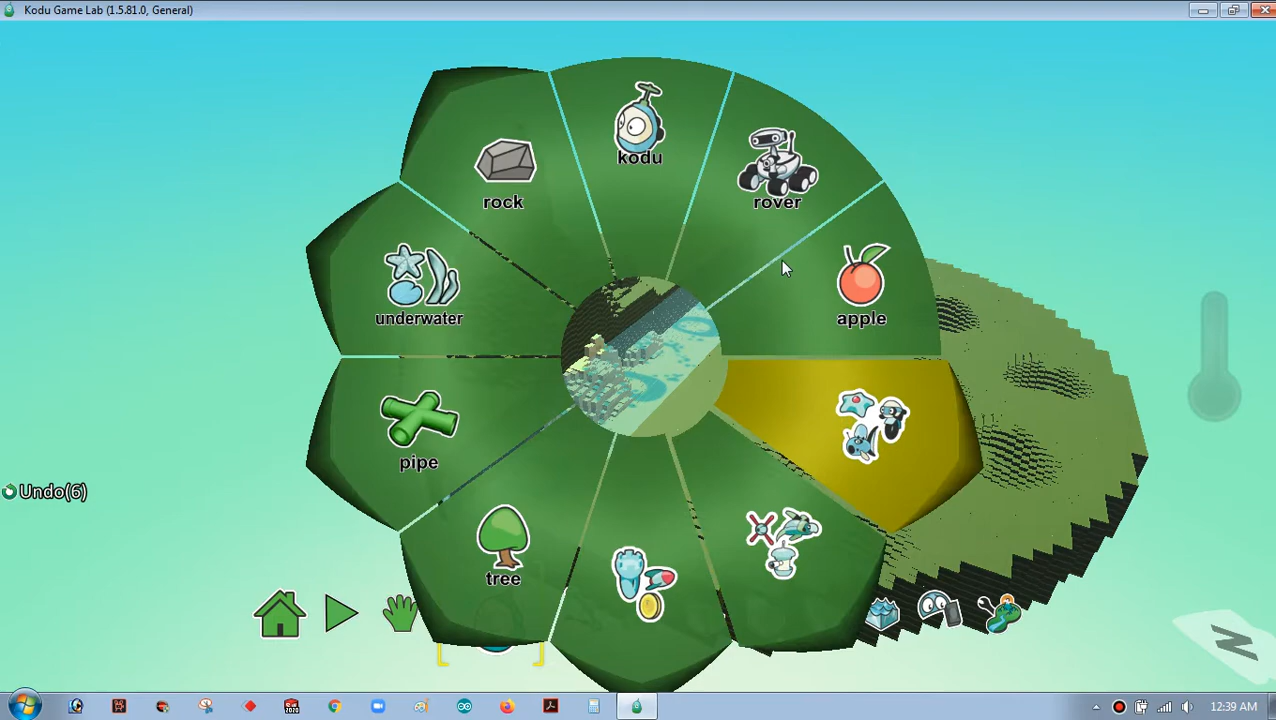 Kodu Game Lab (1.5.81.0, General)
kodu
rock
rover
underwater
apple
pipe
Undo(6)
tree
N
2020
12:39 AM